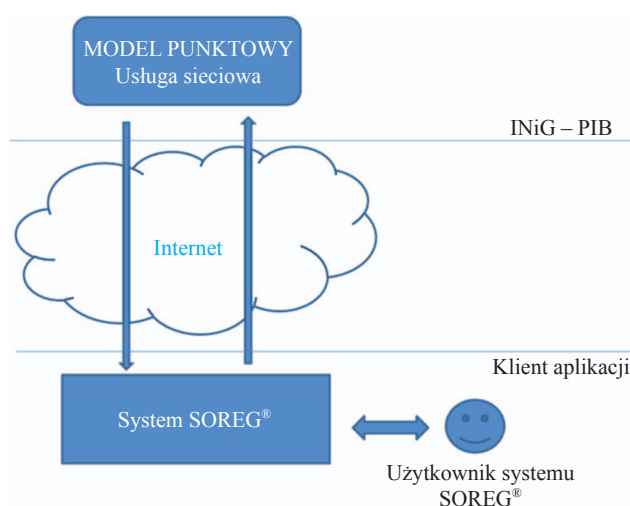 MODEL PUNKTOWY
Usługa sieciowa
INiG – PIB
Internet
Klient aplikacji
System SOREG®
Użytkownik systemu
SOREG®